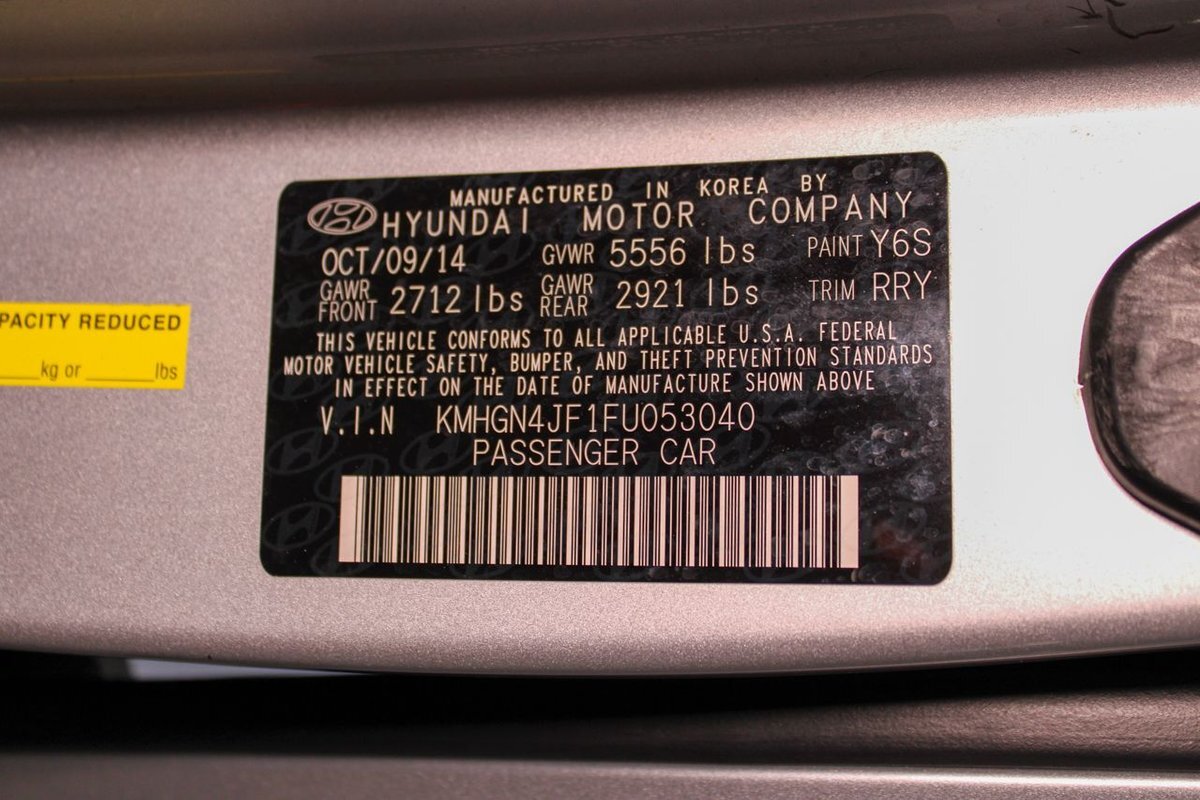 MANUFACTURED IN KOREA BY
HYUNDAI MOTOR COMPANY
OCT/09/14 GVWR 5556 lbs PAINT Y6S
GAWR FRONT 2712 lbs GAWR REAR 2921 lbs TRIM RRY
THIS VEHICLE CONFORMS TO ALL APPLICABLE U.S.A. FEDERAL
MOTOR VEHICLE SAFETY, BUMPER, AND THEFT PREVENTION STANDARDS
IN EFFECT ON THE DATE OF MANUFACTURE SHOWN ABOVE
V.I.N KMHGN4JF1FU053040
PASSENGER CAR
PACITY REDUCED
kg or lbs